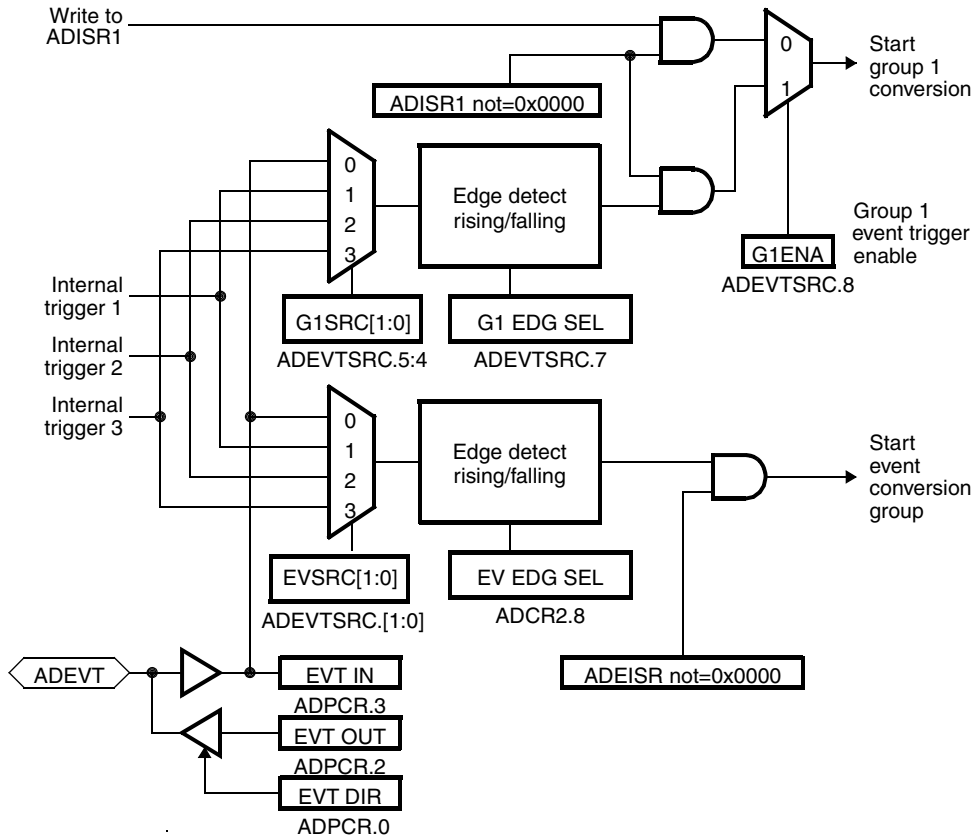 Write to
ADISR1
0
1
Start
group 1
conversion
ADISR1 not=0x0000
0
1
2
3
Edge detect
rising/falling
Group 1
event trigger
enable
G1ENA
ADEVTSRC.8
Internal
trigger 1
G1SRC[1:0]
G1 EDG SEL
ADEVTSRC.5:4
ADEVTSRC.7
Internal
trigger 2
Internal
trigger 3
0
1
2
3
Edge detect
rising/falling
Start
event
conversion
group
EVSRC[1:0]
EV EDG SEL
ADEVTSRC.[1:0]
ADCR2.8
ADEVT
EVT IN
ADEISR not=0x0000
ADPCR.3
EVT OUT
ADPCR.2
EVT DIR
ADPCR.0